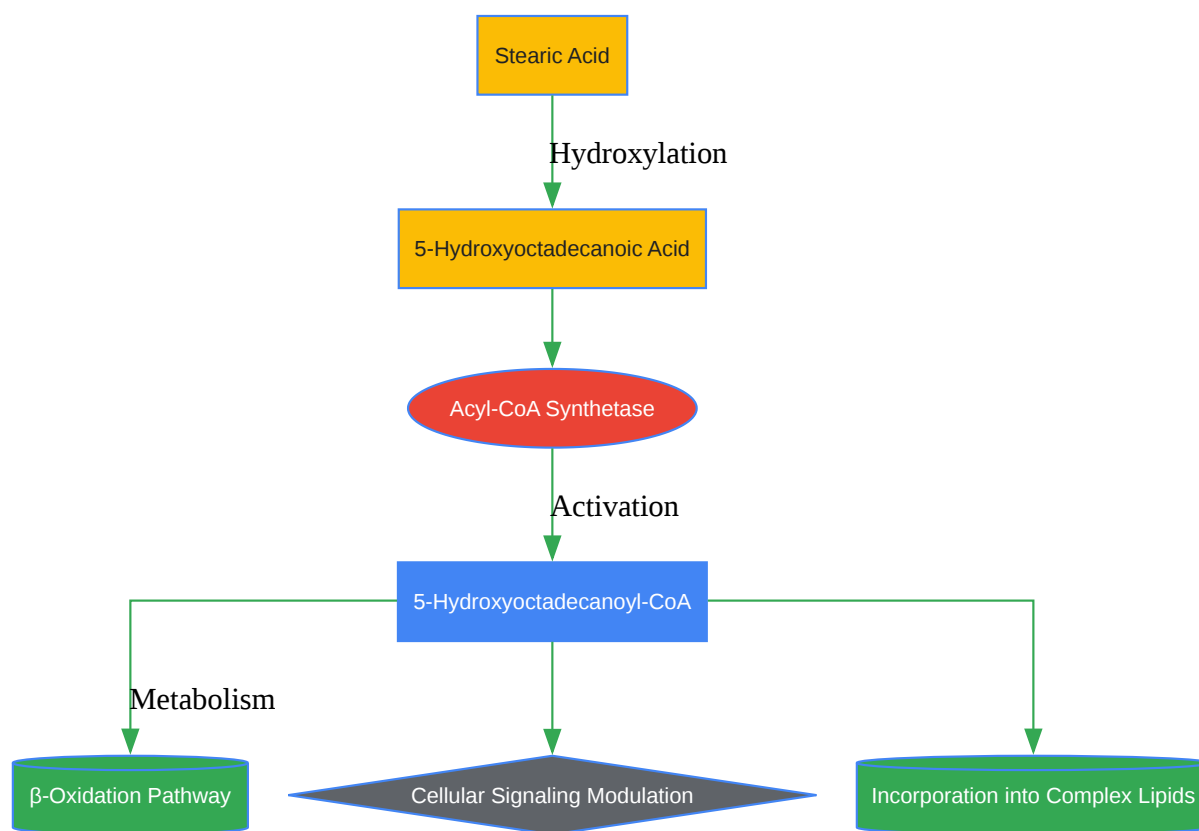 Stearic Acid
Hydroxylation
5-Hydroxyoctadecanoic Acid
Acyl-CoA Synthetase
Activation
5-Hydroxyoctadecanoyl-CoA
Metabolism
β-Oxidation Pathway
Cellular Signaling Modulation
Incorporation into Complex Lipids